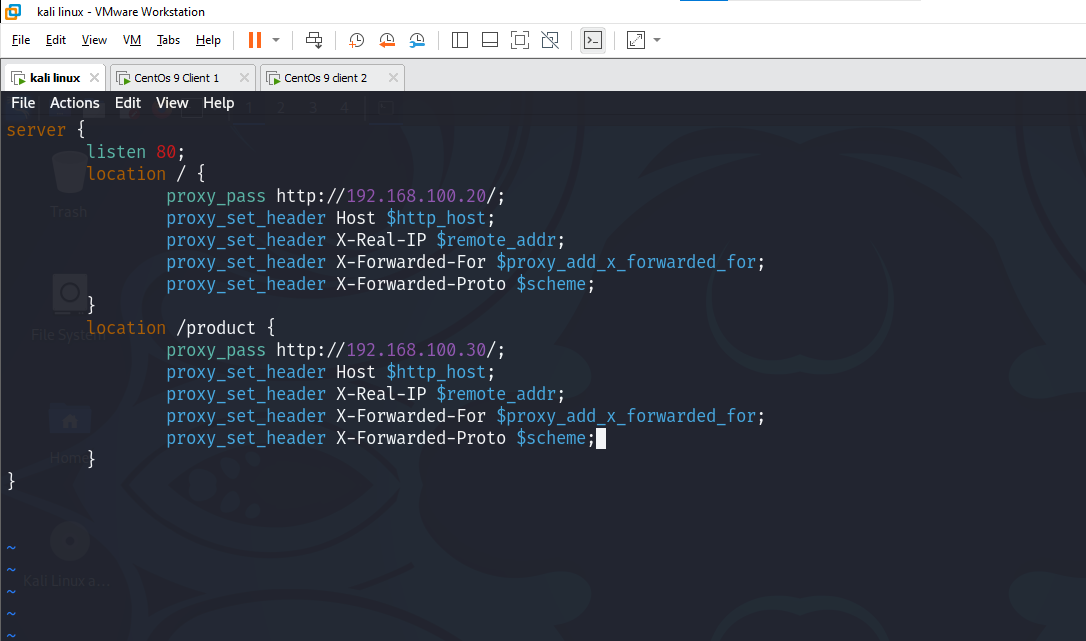 kali linux - VMware Workstation
File Edit View VM Tabs Help
kali linux CentOs 9 Client 1 CentOs 9 client 2
File Actions Edit View Help
1 2 3 4
server {
listen 80;
location / {
proxy_pass http://192.168.100.20/;
Trash
proxy_set_header Host $http_host;
proxy_set_header X-Real-IP $remote_addr;
proxy_set_header X-Forwarded-For $proxy_add_x_forwarded_for;
proxy_set_header X-Forwarded-Proto $scheme;
}
location /product {
File System
proxy_pass http://192.168.100.30/;
proxy_set_header Host $http_host;
proxy_set_header X-Real-IP $remote_addr;
proxy_set_header X-Forwarded-For $proxy_add_x_forwarded_for;
proxy_set_header X-Forwarded-Proto $scheme;
Home
}
}
~
~
Kali Linux a...
~
~
~